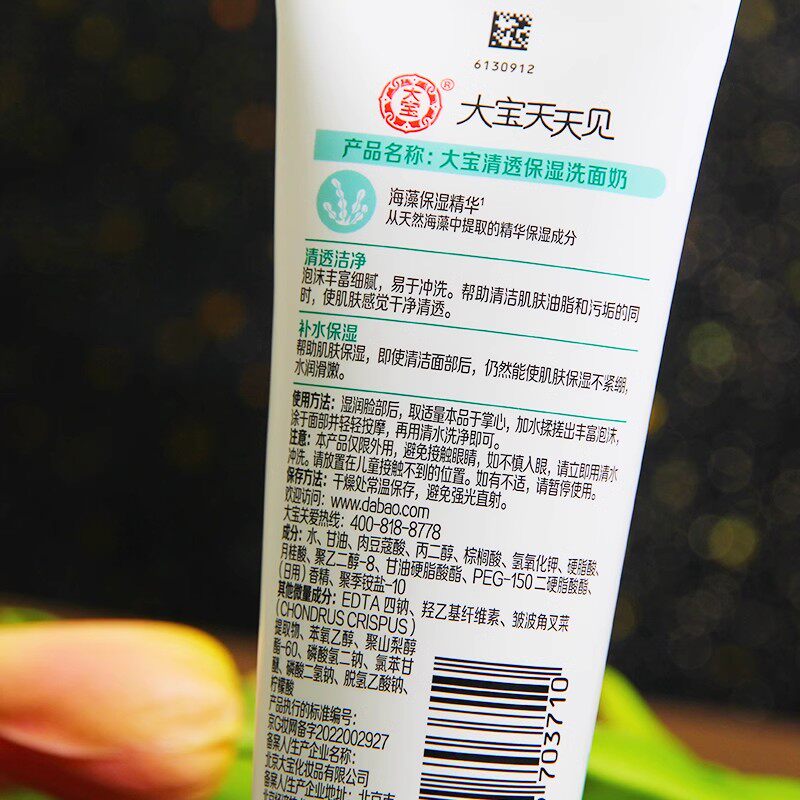 6130912
大宝®
大宝天天见
产品名称：大宝清透保湿洗面奶
海藻保湿精华¹
从天然海藻中提取的精华保湿成分
清透洁净
泡沫丰富细腻，易于冲洗。帮助清洁肌肤油脂和污垢的同
时，使肌肤感觉干净清透。
补水保湿
帮助肌肤保湿，即使清洁面部后，仍然能使肌肤保湿不紧绷，
水润滑嫩。
使用方法：湿润脸部后，取适量本品于掌心，加水揉搓出丰富泡沫，
涂于面部并轻轻按摩，再用清水洗净即可。
注意：本产品仅限外用，避免接触眼睛，如不慎入眼，请立即用清水
冲洗。请放置在儿童接触不到的位置。如有不适，请暂停使用。
保存方法：干燥处常温保存，避免强光直射。
欢迎访问：www.dabao.com
大宝关爱热线：400-818-8778
成分：水、甘油、肉豆蔻酸、丙二醇、棕榈酸、氢氧化钾、硬脂酸、
月桂酸、聚乙二醇-8、甘油硬脂酸酯、PEG-150 二硬脂酸酯、
（日用）香精、聚季铵盐-10
其他微量成分：EDTA 四钠、羟乙基纤维素、皱波角叉菜
（CHONDRUS CRISPUS）
提取物、苯氧乙醇、聚山梨醇
酯-60、磷酸氢二钠、氯苯甘
醚、磷酸二氢钠、脱氢乙酸钠、
柠檬酸
产品执行的标准编号：
京G妆网备字2022002927
备案人/生产企业名称：
北京大宝化妆品有限公司
备案人/生产企业地址：北京市
703710